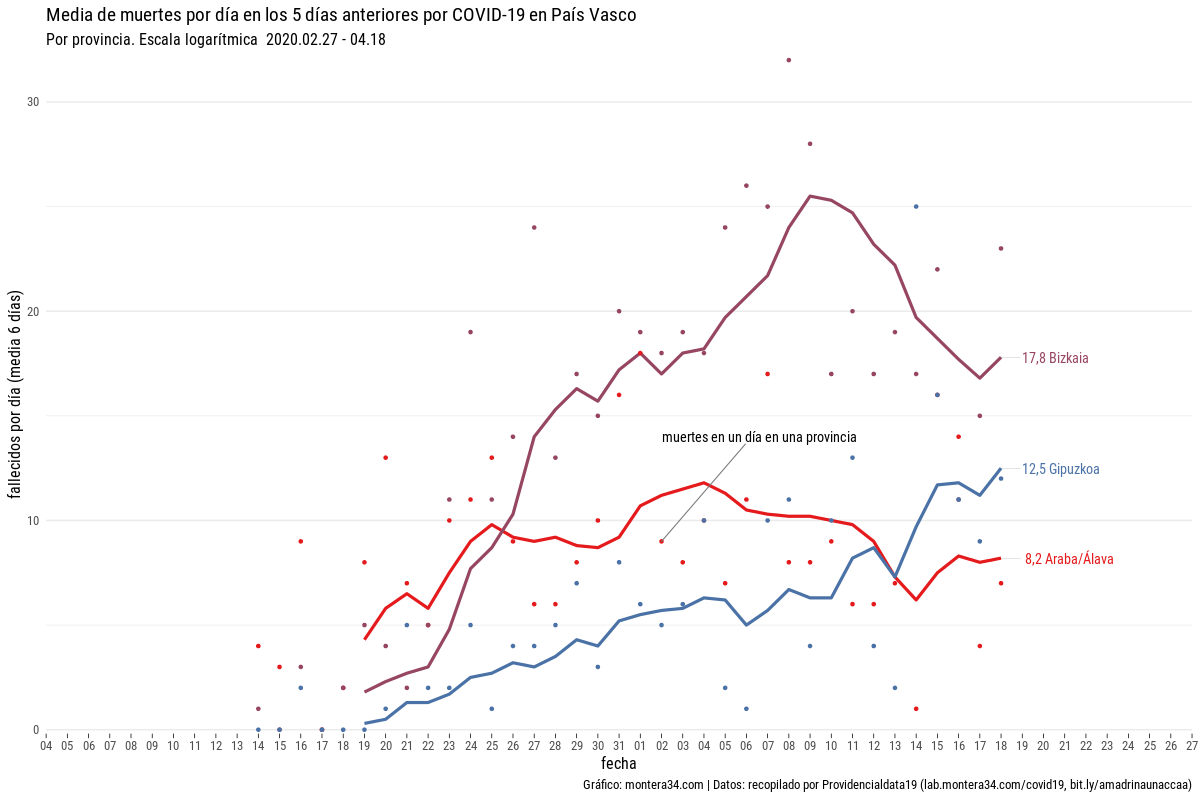 Media de muertes por día en los 5 días anteriores por COVID-19 en País Vasco
Por provincia. Escala logarítmica 2020.02.27 - 04.18
fallecidos por día (media 6 días)
30
20
10
0
muertes en un día en una provincia
17,8 Bizkaia
12,5 Gipuzkoa
8,2 Araba/Álava
04 05 06 07 08 09 10 11 12 13 14 15 16 17 18 19 20 21 22 23 24 25 26 27 28 29 30 31 01 02 03 04 05 06 07 08 09 10 11 12 13 14 15 16 17 18 19 20 21 22 23 24 25 26 27
fecha
Gráfico: montera34.com | Datos: recopilado por Providencialdata19 (lab.montera34.com/covid19, bit.ly/amadrinaunaccaa)